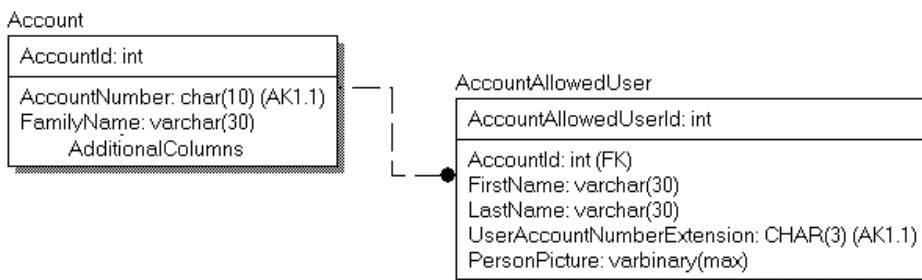 Account
AccountId: int
AccountNumber: char(10) (AK1.1)
FamilyName: varchar(30)
AdditionalColumns
AccountAllowedUser
AccountAllowedUserId: int
AccountId: int (FK)
FirstName: varchar(30)
LastName: varchar(30)
UserAccountNumberExtension: CHAR(3) (AK1.1)
PersonPicture: varbinary(max)